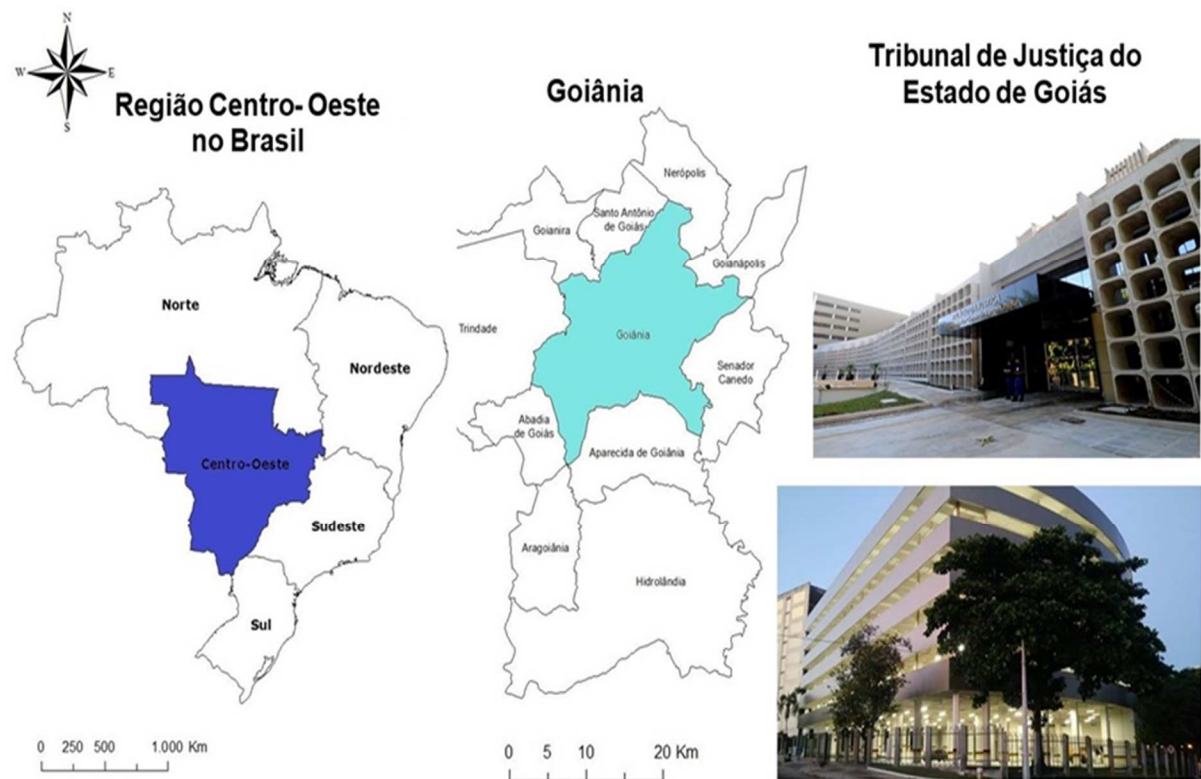 N
W
E
S
Região Centro- Oeste
no Brasil
Norte
Nordeste
Centro-Oeste
Sudeste
Sul
0 250 500 1.000 Km
Goiânia
Nerópolis
Santo Antônio
de Goiás
Goianira
Goianápolis
Trindade
Goiânia
Senador
Canedo
Abadia
de Goiás
Aparecida de Goiânia
Aragoiânia
Hidrolândia
0 5 10 20 Km
Tribunal de Justiça do
Estado de Goiás